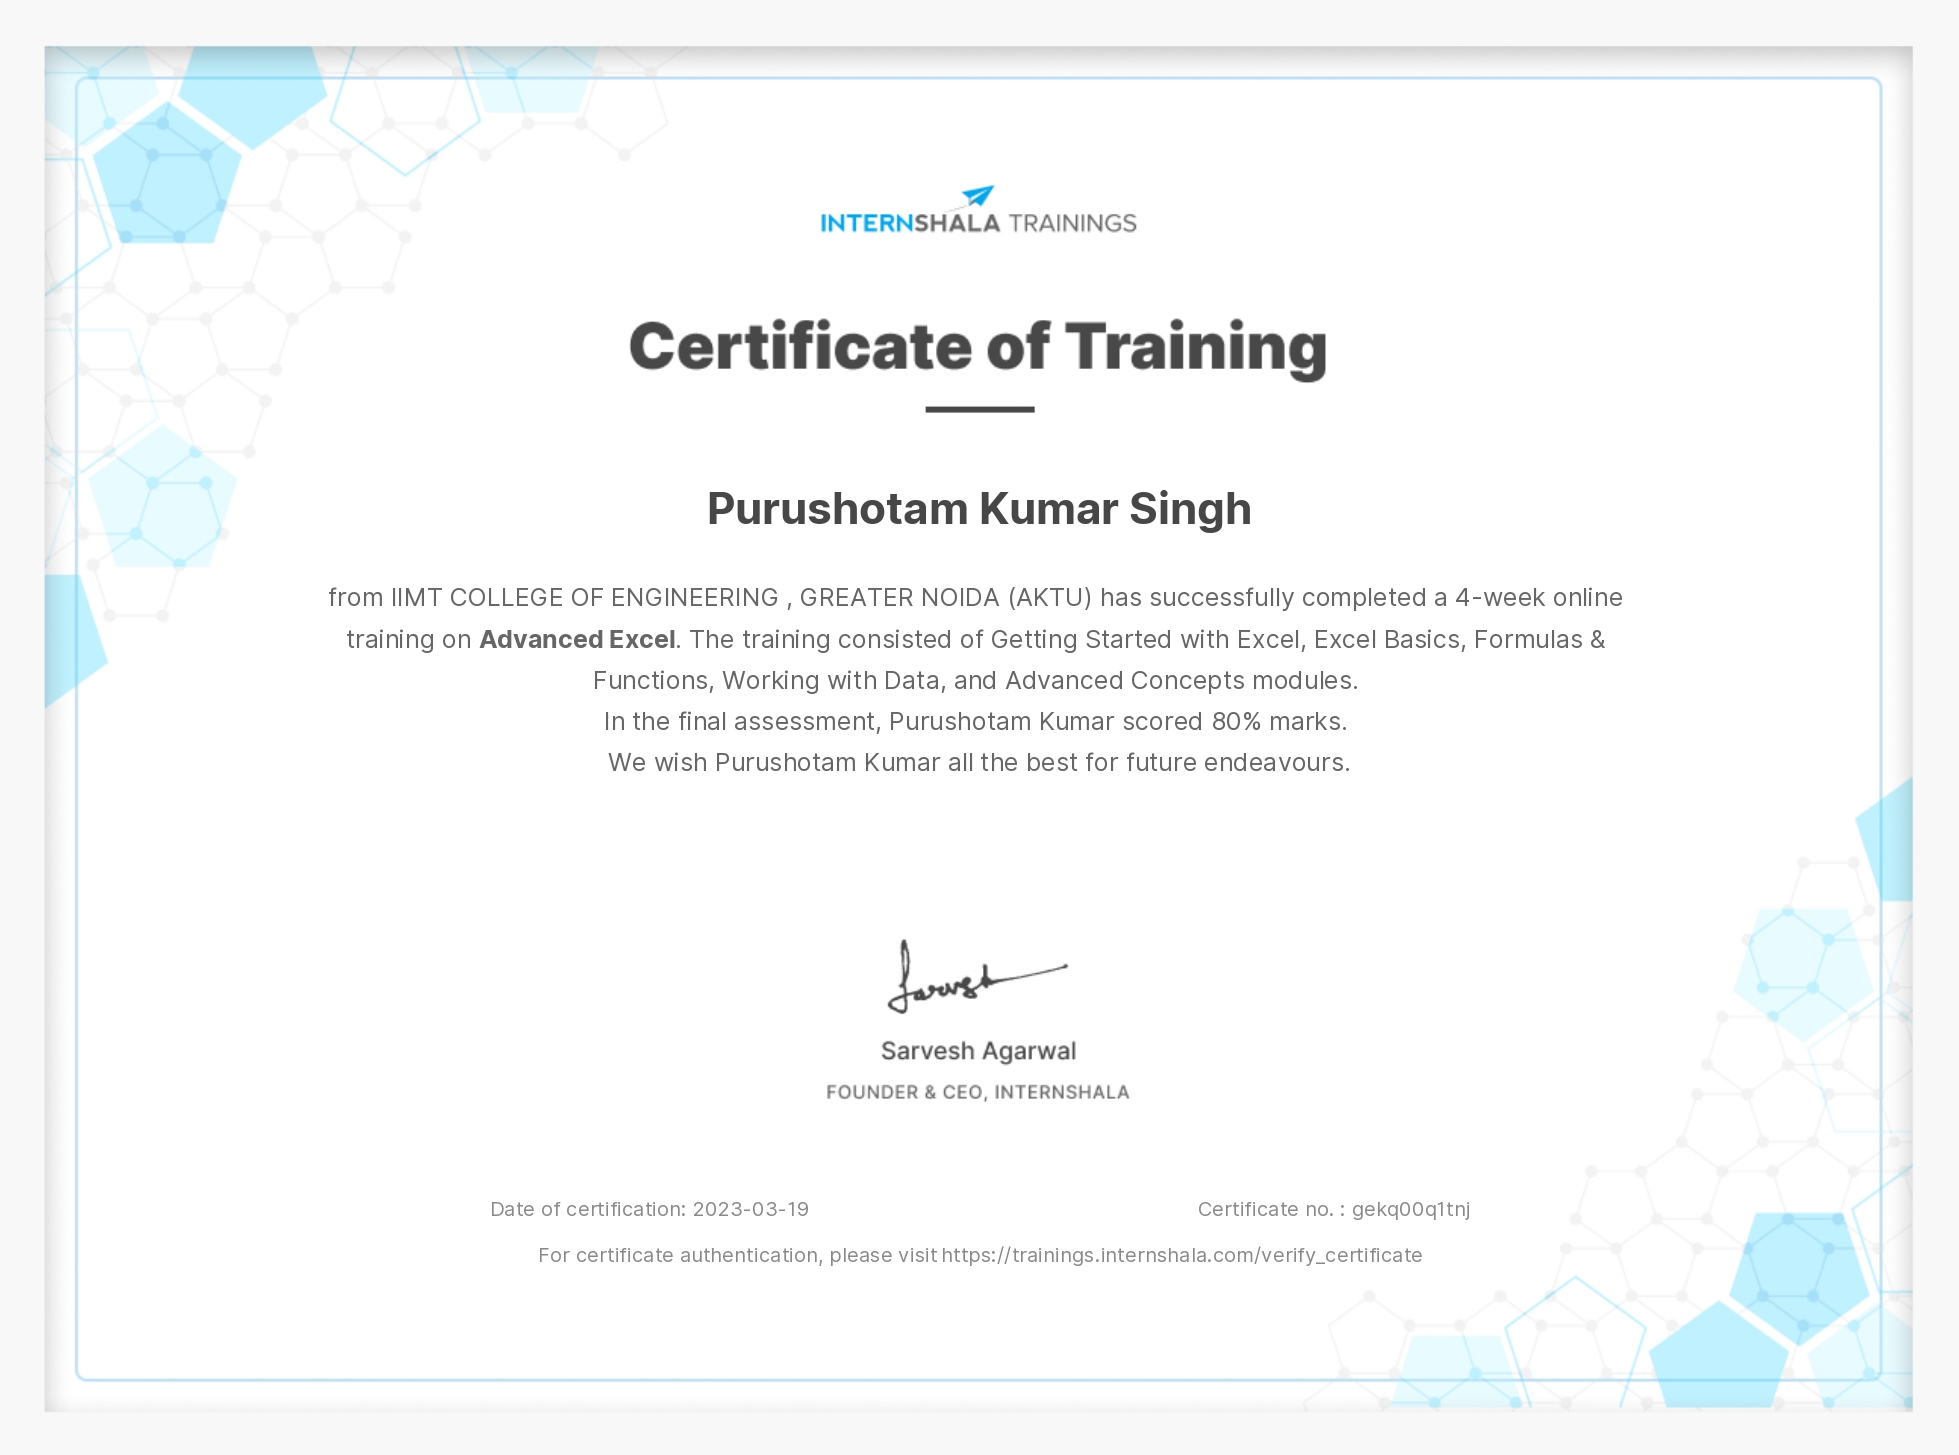 INTERNSHALA TRAININGS
Certificate of Training
Purushotam Kumar Singh
from IIMT COLLEGE OF ENGINEERING , GREATER NOIDA (AKTU) has successfully completed a 4-week online
training on Advanced Excel. The training consisted of Getting Started with Excel, Excel Basics, Formulas &
Functions, Working with Data, and Advanced Concepts modules.
In the final assessment, Purushotam Kumar scored 80% marks.
We wish Purushotam Kumar all the best for future endeavours.
Sarvesh
Sarvesh Agarwal
FOUNDER & CEO, INTERNSHALA
Date of certification: 2023-03-19
Certificate no. : gekq00q1tnj
For certificate authentication, please visit https://trainings.internshala.com/verify_certificate